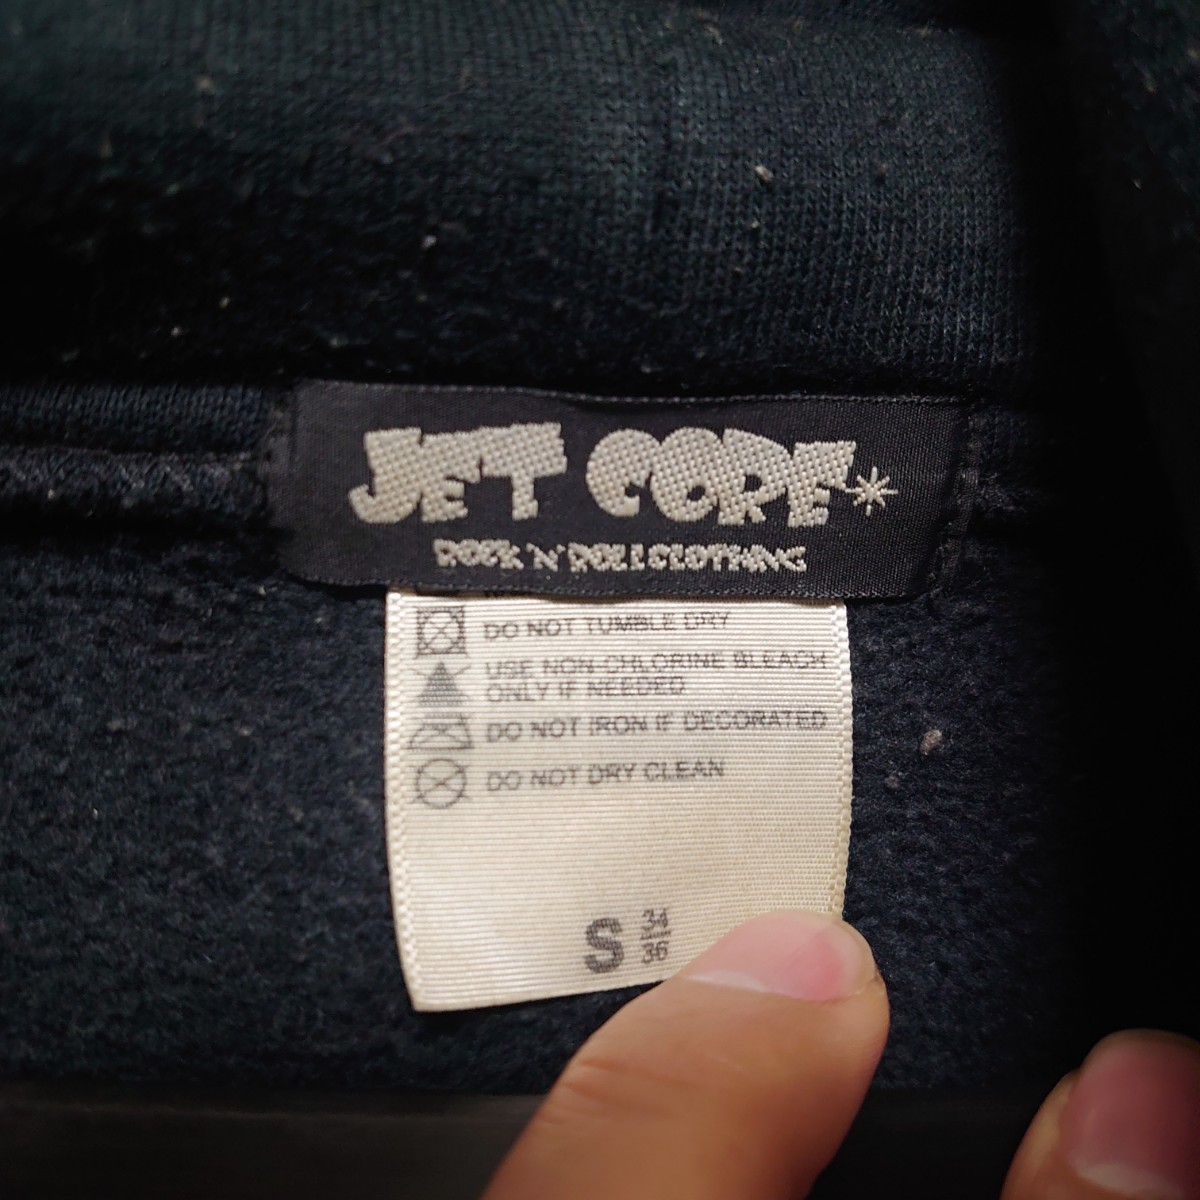 JET CORE*
ROCK 'N' ROLL CLOTHING
DO NOT TUMBLE DRY
USE NON-CHLORINE BLEACH
ONLY IF NEEDED
DO NOT IRON IF DECORATED
DO NOT DRY CLEAN
S 34
36